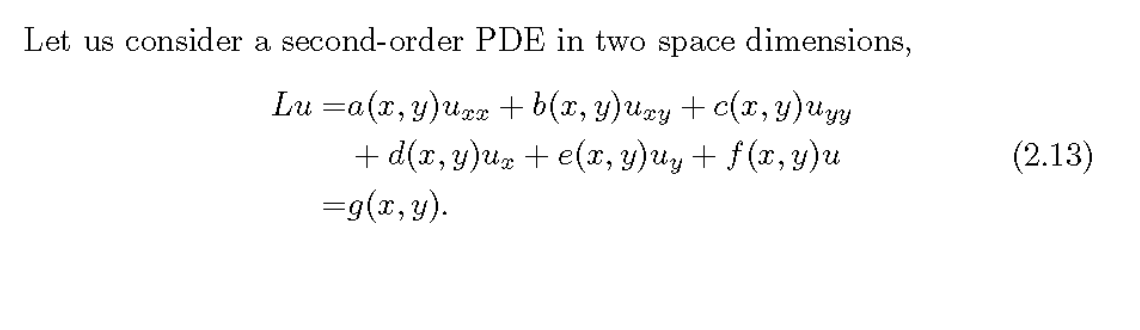 Let us consider a second-order PDE in two space dimensions,
Lu =a(x, y)u_{xx} + b(x, y)u_{xy} + c(x, y)u_{yy}
+ d(x, y)u_x + e(x, y)u_y + f(x, y)u (2.13)
=g(x, y).